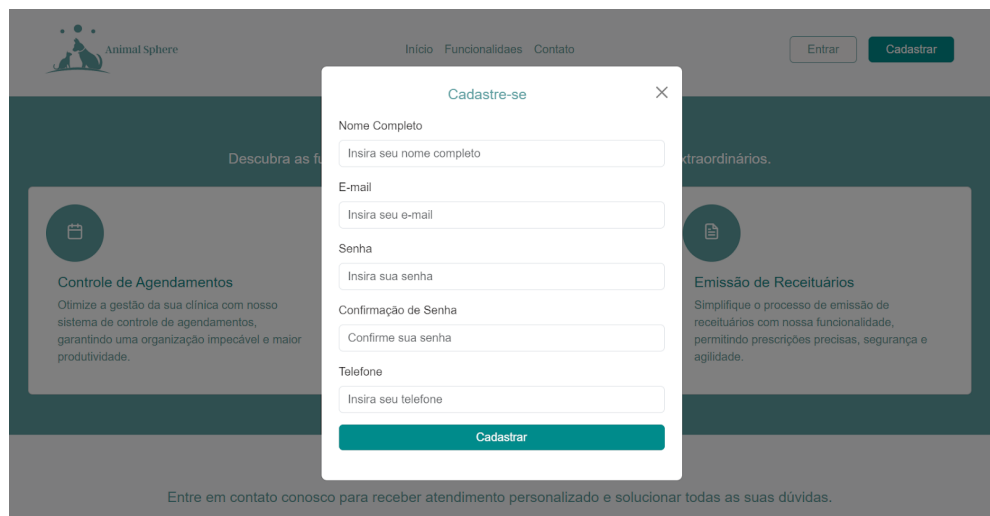 Animal Sphere
Início Funcionalidaes Contato
Entrar
Cadastrar
Cadastre-se
Nome Completo
Insira seu nome completo
E-mail
Insira seu e-mail
Senha
Insira sua senha
Confirmação de Senha
Confirme sua senha
Telefone
Insira seu telefone
Cadastrar
Descubra as fu
xtraordinários.
Controle de Agendamentos
Otimize a gestão da sua clínica com nosso
sistema de controle de agendamentos,
garantindo uma organização impecável e maior
produtividade.
Emissão de Receituários
Simplifique o processo de emissão de
receituários com nossa funcionalidade,
permitindo prescrições precisas, segurança e
agilidade.
Entre em contato conosco para receber atendimento personalizado e solucionar todas as suas dúvidas.